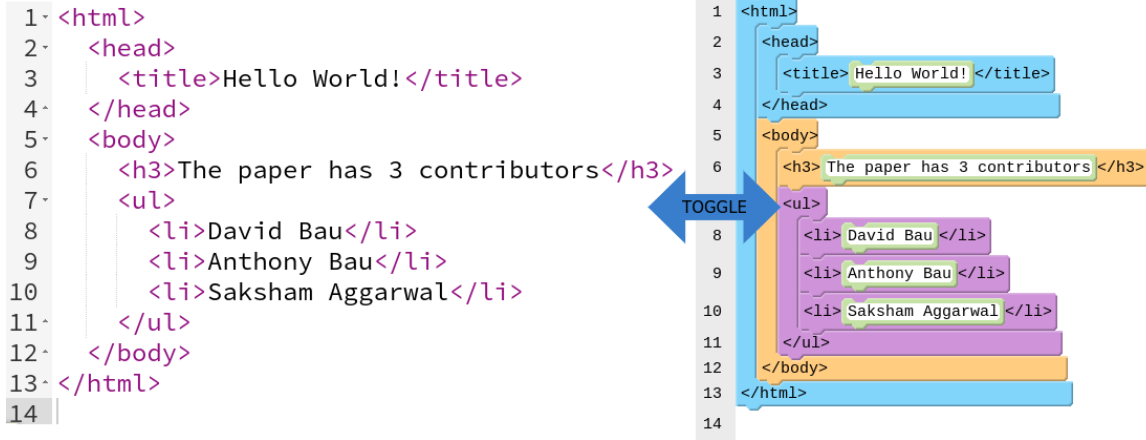 1 <html>
2 <head>
3 <title>Hello World!</title>
4 </head>
5 <body>
6 <h3>The paper has 3 contributors</h3>
7 <ul>
8 <li>David Bau</li>
9 <li>Anthony Bau</li>
10 <li>Saksham Aggarwal</li>
11 </ul>
12 </body>
13 </html>
14
TOGGLE
1 <html>
2 <head>
3 <title> Hello World! </title>
4 </head>
5 <body>
6 <h3> The paper has 3 contributors </h3>
<ul>
8 <li> David Bau </li>
9 <li> Anthony Bau </li>
10 <li> Saksham Aggarwal </li>
11 </ul>
12 </body>
13 </html>
14